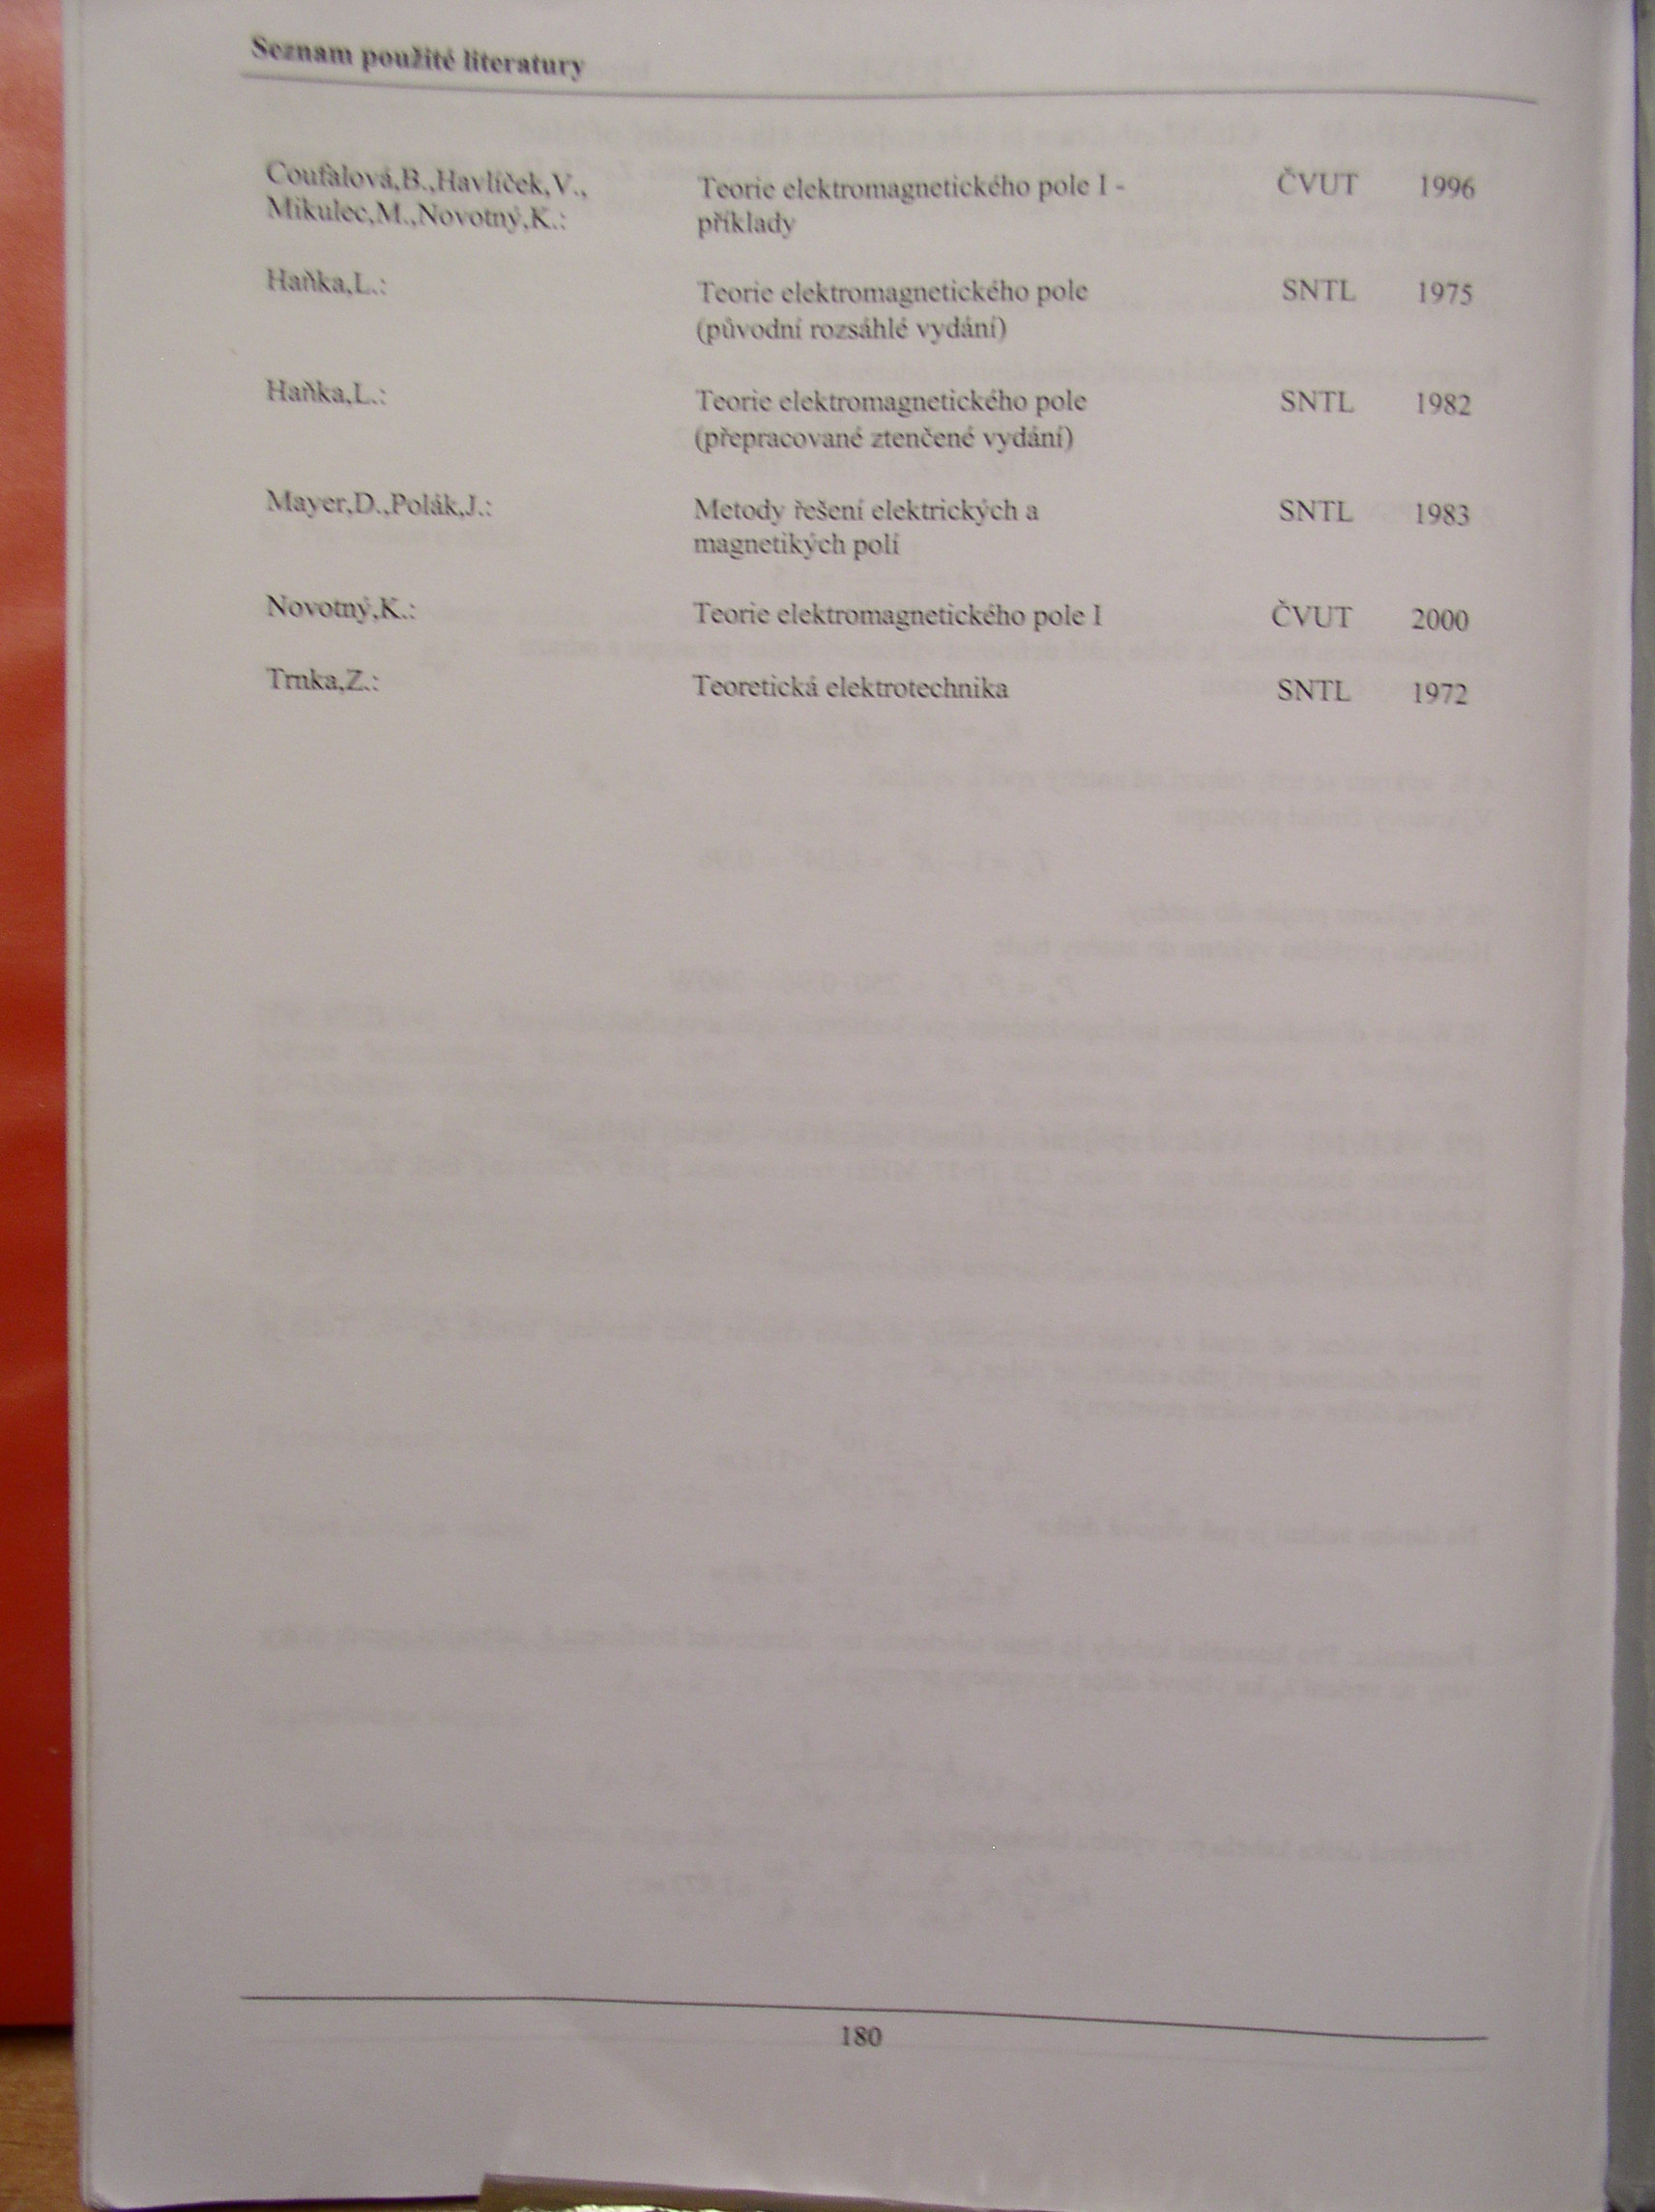 Seznam použité literatury
Coufalová,B.,Havlíček,V., Teorie elektromagnetického pole I - ČVUT 1996
Mikulec,M.,Novotný,K.: příklady
Haňka,L.: Teorie elektromagnetického pole SNTL 1975
(původní rozsáhlé vydání)
Haňka,L.: Teorie elektromagnetického pole SNTL 1982
(přepracované ztenčené vydání)
Mayer,D.,Polák,J.: Metody řešení elektrických a SNTL 1983
magnetikých polí
Novotný,K.: Teorie elektromagnetického pole I ČVUT 2000
Trnka,Z.: Teoretická elektrotechnika SNTL 1972
180